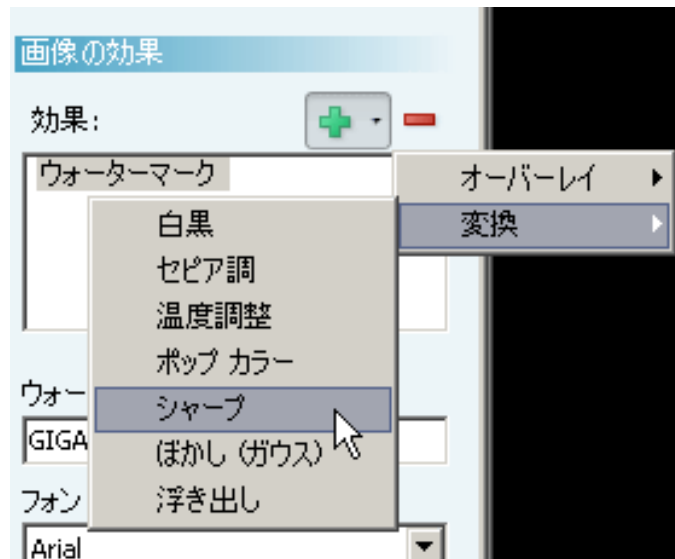 画像の効果
効果:
ウォーターマーク
オーバーレイ
変換
白黒
セピア調
温度調整
ポップ カラー
シャープ
ぼかし (ガウス)
浮き出し
ウォー
GIGA
フォン
Arial